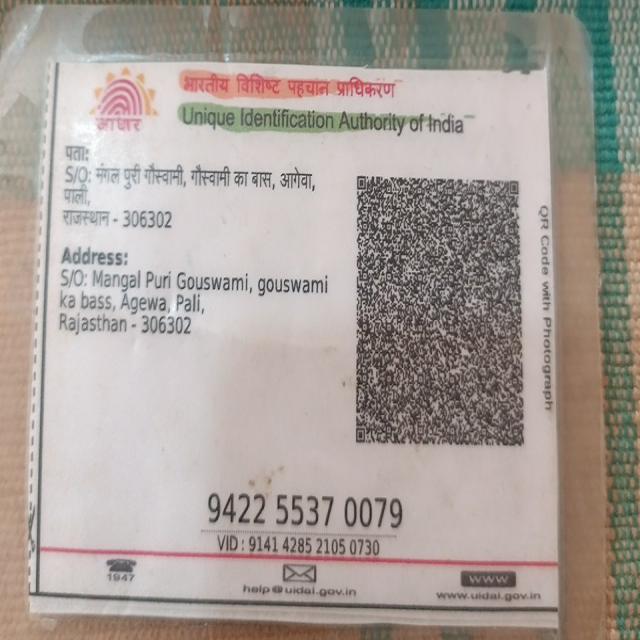 भारतीय विशिष्ट पहचान प्राधिकरण
Unique Identification Authority of India
आधार
पता:
S/O: मंगल पुरी गौस्वामी, गौस्वामी का बास, आगेवा,
पाली,
राजस्थान - 306302
Address:
S/O: Mangal Puri Gouswami, gouswami
ka bass, Agewa, Pali,
Rajasthan - 306302
QR Code with Photograph
9422 5537 0079
VID : 9141 4285 2105 0730
1947
help@uidai.gov.in
www
www.uidai.gov.in